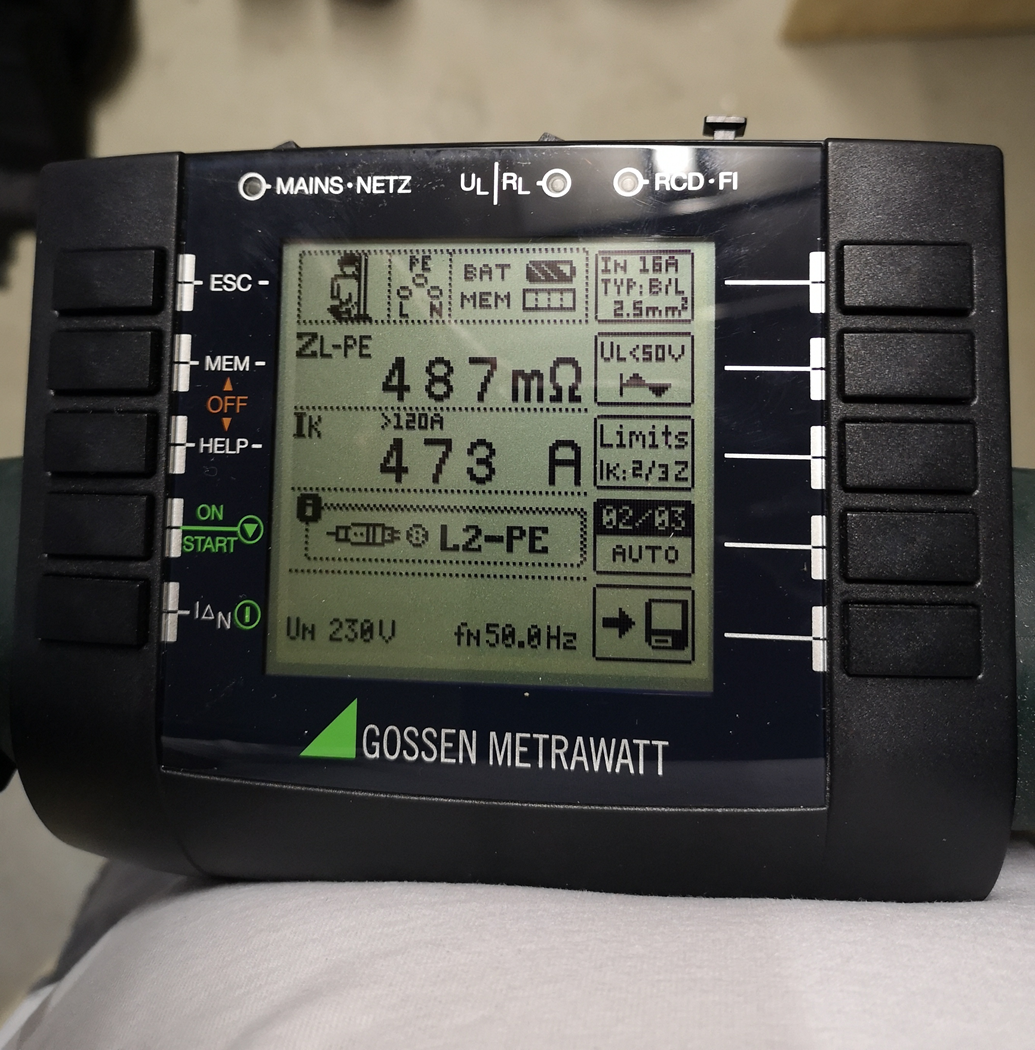 MAINS·NETZ
UL|RL
RCD·FI
ESC
MEM
OFF
HELP
ON
START
I△N
PE
L N
BAT
MEM
IN 16A
TYP: B/L
2.5mm²
ZL-PE
487 mΩ
UL<50V
IK >120A
473 A
Limits
IK: 2/3 Z
L2-PE
02/03
AUTO
UN 230V
fN 50.0Hz
GOSSEN METRAWATT